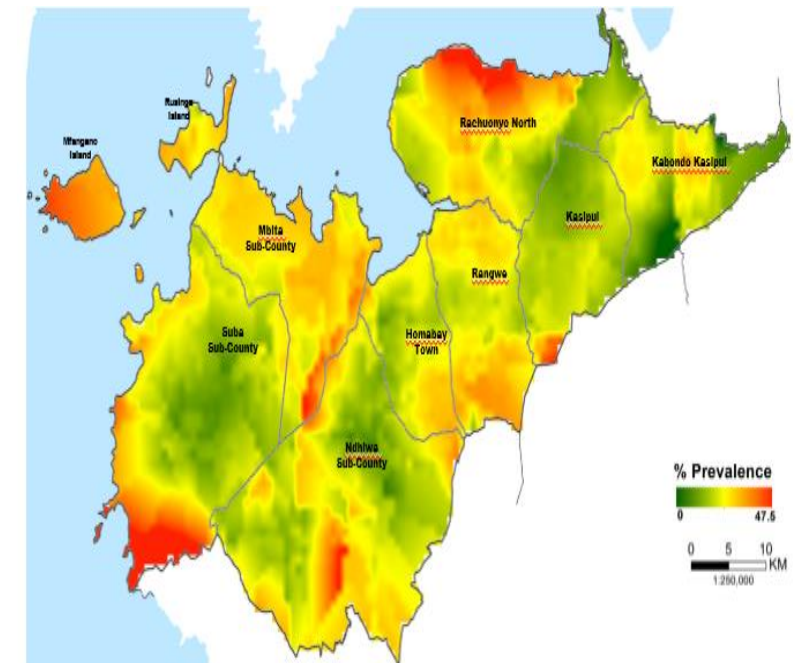 Rusinga
Island
Mfangano
Island
Rachuonyo North
Kabondo Kasipul
Kasipul
Mbita
Sub-County
Rangwe
Suba
Sub-County
Homabay
Town
Ndhiwa
Sub-County
% Prevalence
0 47.5
0 5 10
KM
1:250,000